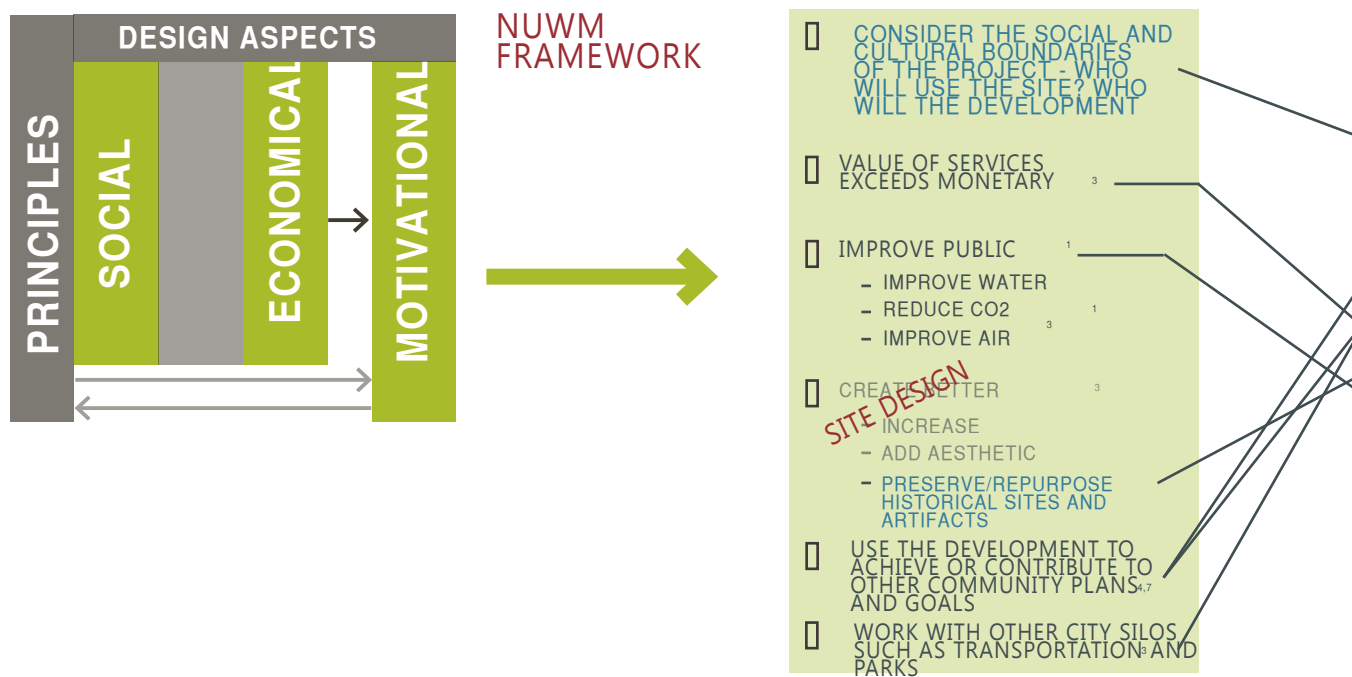 DESIGN ASPECTS
PRINCIPLES
SOCIAL
ECONOMICAL
MOTIVATIONAL
NUWM
FRAMEWORK
CONSIDER THE SOCIAL AND
CULTURAL BOUNDARIES
OF THE PROJECT - WHO
WILL USE THE SITE? WHO
WILL THE DEVELOPMENT
VALUE OF SERVICES
EXCEEDS MONETARY 3
IMPROVE PUBLIC 1
– IMPROVE WATER
– REDUCE CO2 1
– IMPROVE AIR 3
CREATE BETTER 3
SITE DESIGN
– INCREASE
– ADD AESTHETIC
– PRESERVE/REPURPOSE
HISTORICAL SITES AND
ARTIFACTS
USE THE DEVELOPMENT TO
ACHIEVE OR CONTRIBUTE TO
OTHER COMMUNITY PLANS 4,7
AND GOALS
WORK WITH OTHER CITY SILOS
SUCH AS TRANSPORTATION 3 AND
PARKS